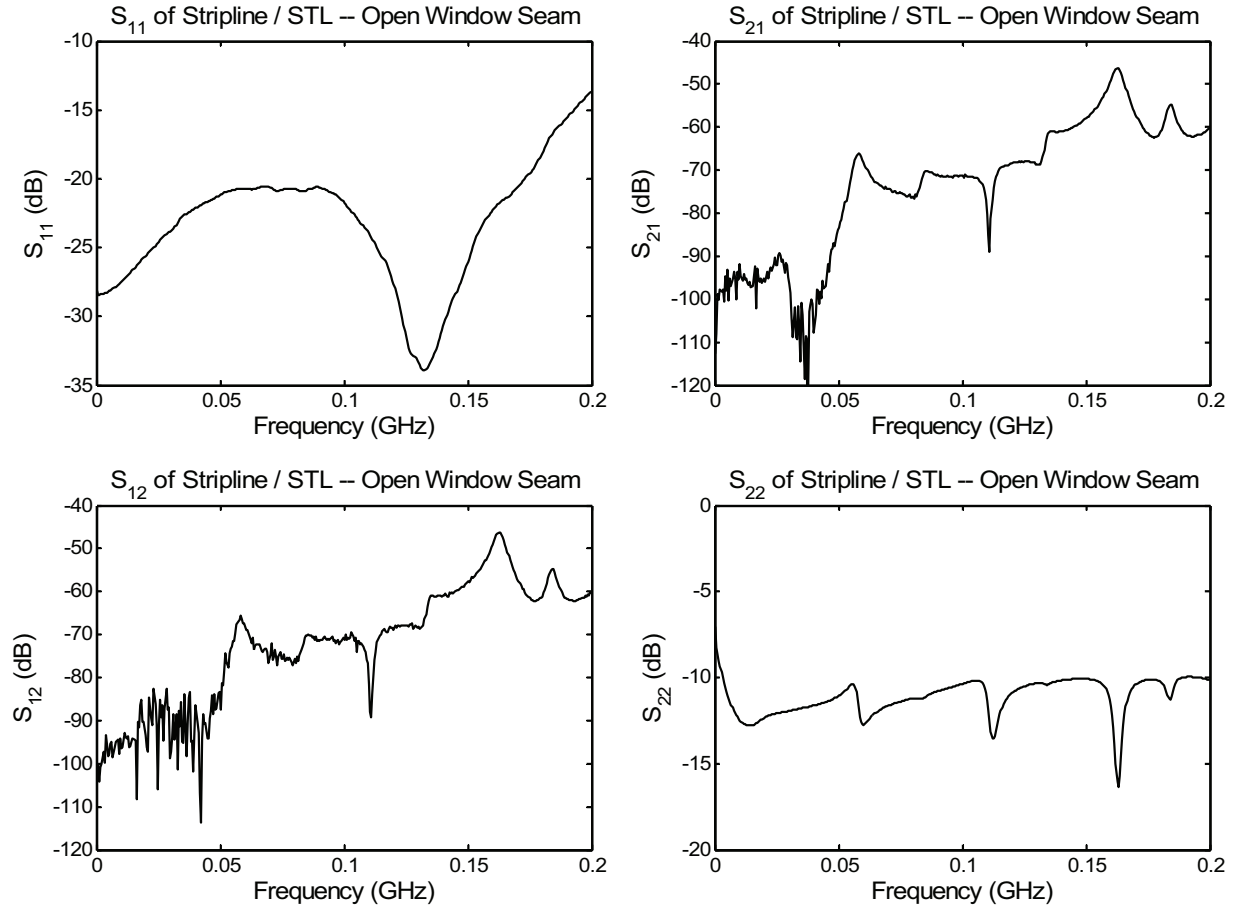 S11 of Stripline / STL -- Open Window Seam
-10
-15
-20
-25
-30
-35
S11 (dB)
0 0.05 0.1 0.15 0.2
Frequency (GHz)
S21 of Stripline / STL -- Open Window Seam
-40
-50
-60
-70
-80
-90
-100
-110
-120
S21 (dB)
0 0.05 0.1 0.15 0.2
Frequency (GHz)
S12 of Stripline / STL -- Open Window Seam
-40
-50
-60
-70
-80
-90
-100
-110
-120
S12 (dB)
0 0.05 0.1 0.15 0.2
Frequency (GHz)
S22 of Stripline / STL -- Open Window Seam
0
-5
-10
-15
-20
S22 (dB)
0 0.05 0.1 0.15 0.2
Frequency (GHz)